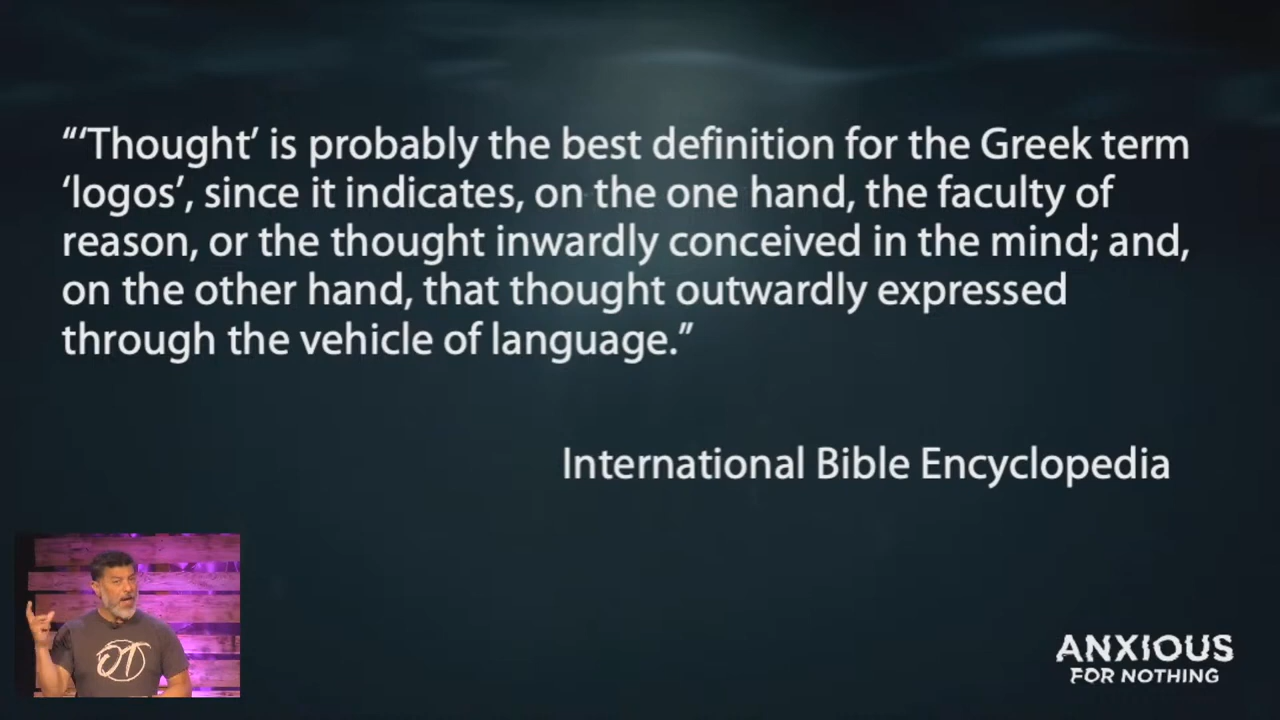 “‘Thought’ is probably the best definition for the Greek term
‘logos’, since it indicates, on the one hand, the faculty of
reason, or the thought inwardly conceived in the mind; and,
on the other hand, that thought outwardly expressed
through the vehicle of language.”
International Bible Encyclopedia
OT
ANXIOUS
FOR NOTHING